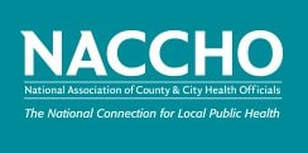 NACCHO
National Association of County & City Health Officials
The National Connection for Local Public Health